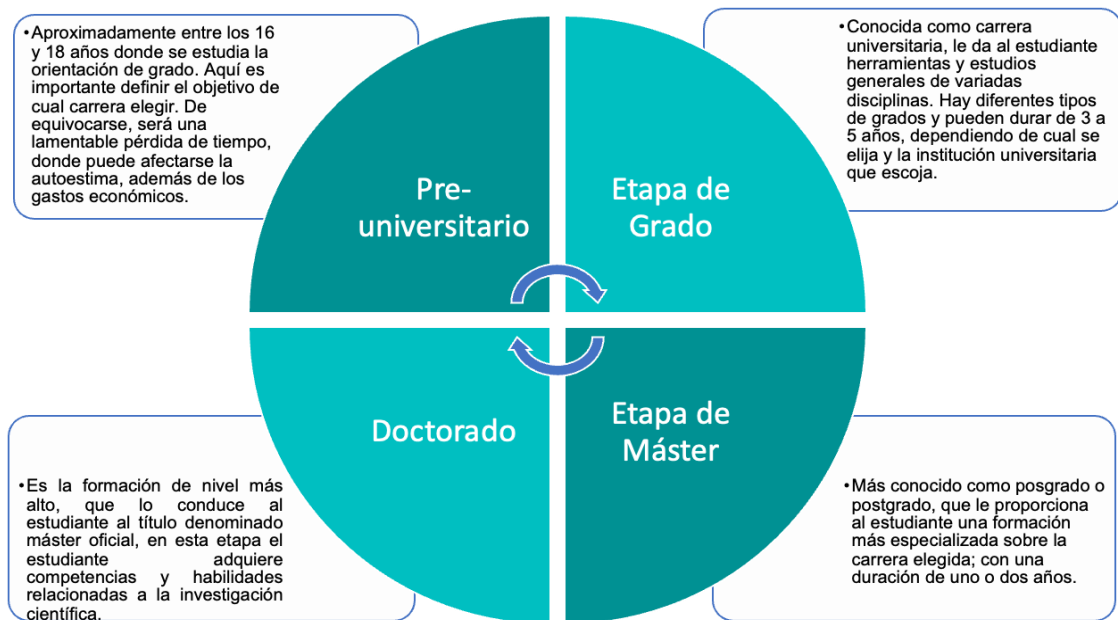 •Aproximadamente entre los 16
y 18 años donde se estudia la
orientación de grado. Aquí es
importante definir el objetivo de
cual carrera elegir. De
equivocarse, será una
lamentable pérdida de tiempo,
donde puede afectarse la
autoestima, además de los
gastos económicos.
Pre-
universitario
•Conocida como carrera
universitaria, le da al estudiante
herramientas y estudios
generales de variadas
disciplinas. Hay diferentes tipos
de grados y pueden durar de 3 a
5 años, dependiendo de cual se
elija y la institución universitaria
que escoja.
Etapa de
Grado
•Es la formación de nivel más
alto, que lo conduce al
estudiante al título denominado
máster oficial, en esta etapa el
estudiante adquiere
competencias y habilidades
relacionadas a la investigación
científica.
Doctorado
Etapa de
Máster
•Más conocido como posgrado o
postgrado, que le proporciona
al estudiante una formación
más especializada sobre la
carrera elegida; con una
duración de uno o dos años.